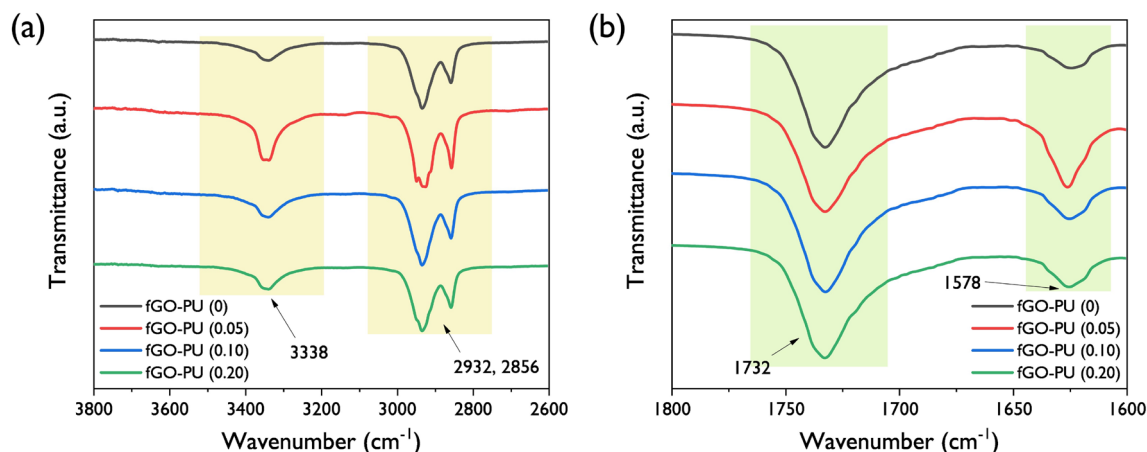 (a)
Transmittance (a.u.)
fGO-PU (0)
fGO-PU (0.05)
fGO-PU (0.10)
fGO-PU (0.20)
3338
2932, 2856
3800 3600 3400 3200 3000 2800 2600
Wavenumber (cm⁻¹)
(b)
Transmittance (a.u.)
1732
1578
fGO-PU (0)
fGO-PU (0.05)
fGO-PU (0.10)
fGO-PU (0.20)
1800 1750 1700 1650 1600
Wavenumber (cm⁻¹)